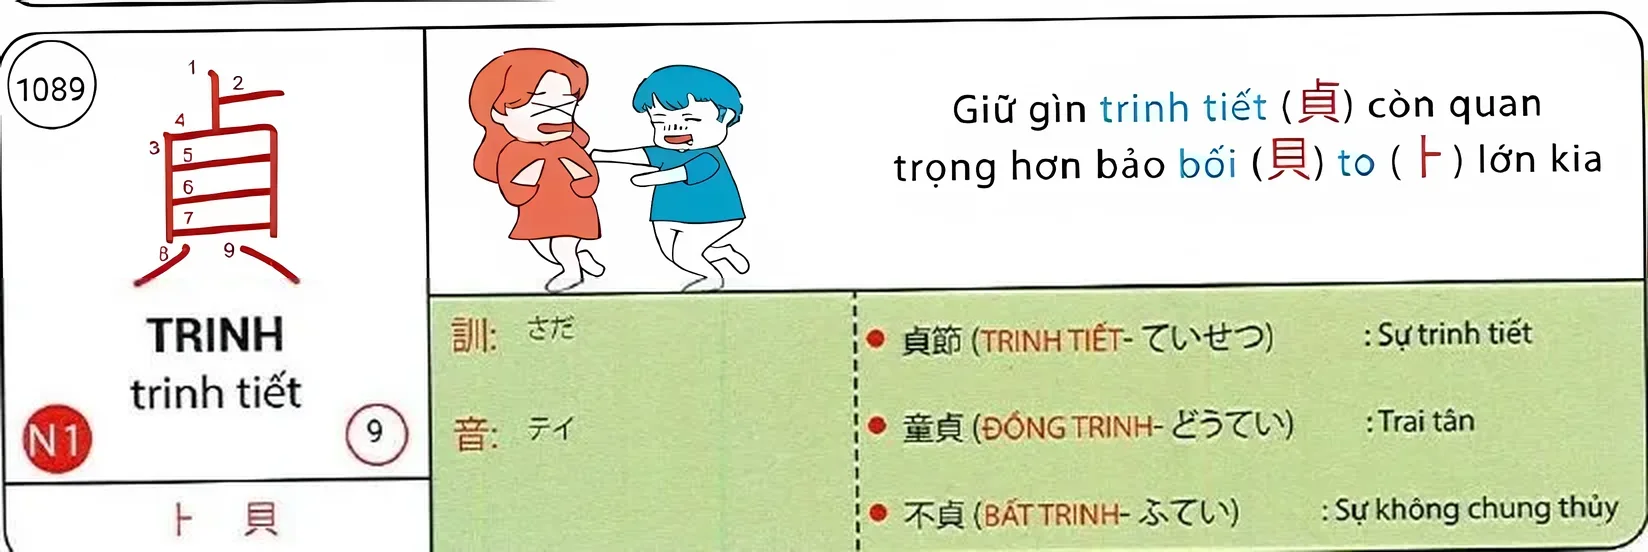 1089
貞
1
2
3
4
5
6
7
8
9
TRINH
trinh tiết
N1
9
⺊ 貝
Giữ gìn trinh tiết (貞) còn quan
trọng hơn bảo bối (貝) to (⺊) lớn kia
訓: さだ
音: テイ
貞節 (TRINH TIẾT- ていせつ) : Sự trinh tiết
童貞 (ĐỒNG TRINH- どうてい) : Trai tân
不貞 (BẤT TRINH- ふてい) : Sự không chung thủy